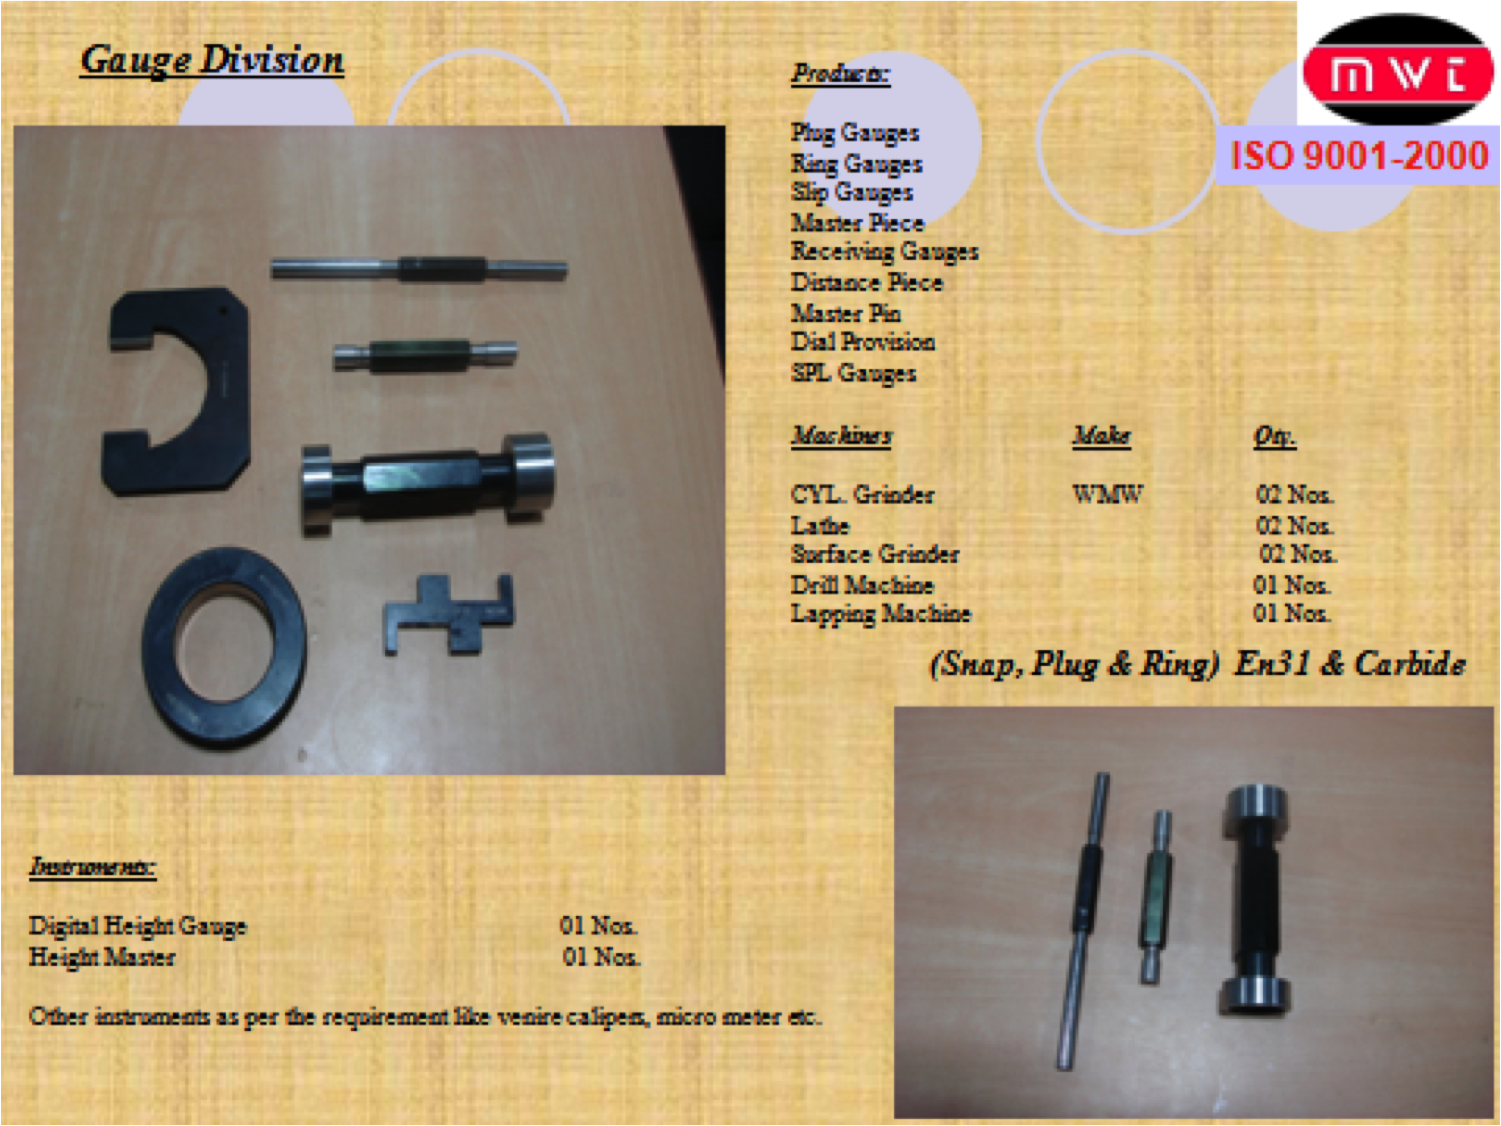 Gauge Division
mwt
ISO 9001-2000
Products:
Plug Gauges
Ring Gauges
Slip Gauges
Master Piece
Receiving Gauges
Distance Piece
Master Pin
Dial Provision
SPL Gauges
Machines Make Qty.
CYL. Grinder WMW 02 Nos.
Lathe 02 Nos.
Surface Grinder 02 Nos.
Drill Machine 01 Nos.
Lapping Machine 01 Nos.
(Snap, Plug & Ring) En31 & Carbide
Instruments:
Digital Height Gauge 01 Nos.
Height Master 01 Nos.
Other instruments as per the requirement like venire calipers, micro meter etc.